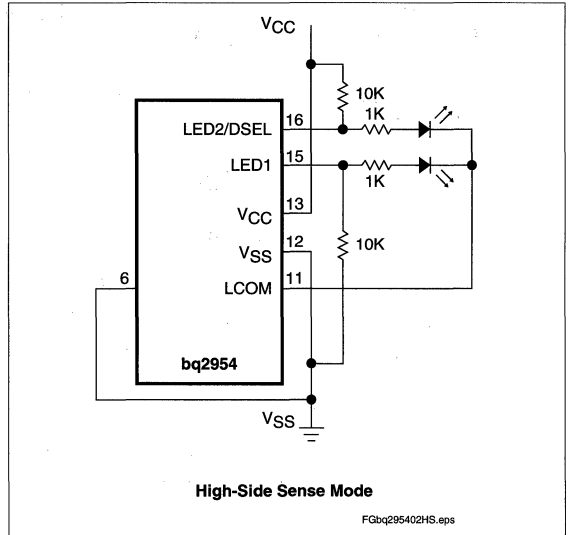 VCC
10K
1K
LED2/DSEL 16
LED1 15
1K
VCC 13
VSS 12
10K
6
LCOM 11
bq2954
VSS
High-Side Sense Mode
FGbq295402HS.eps